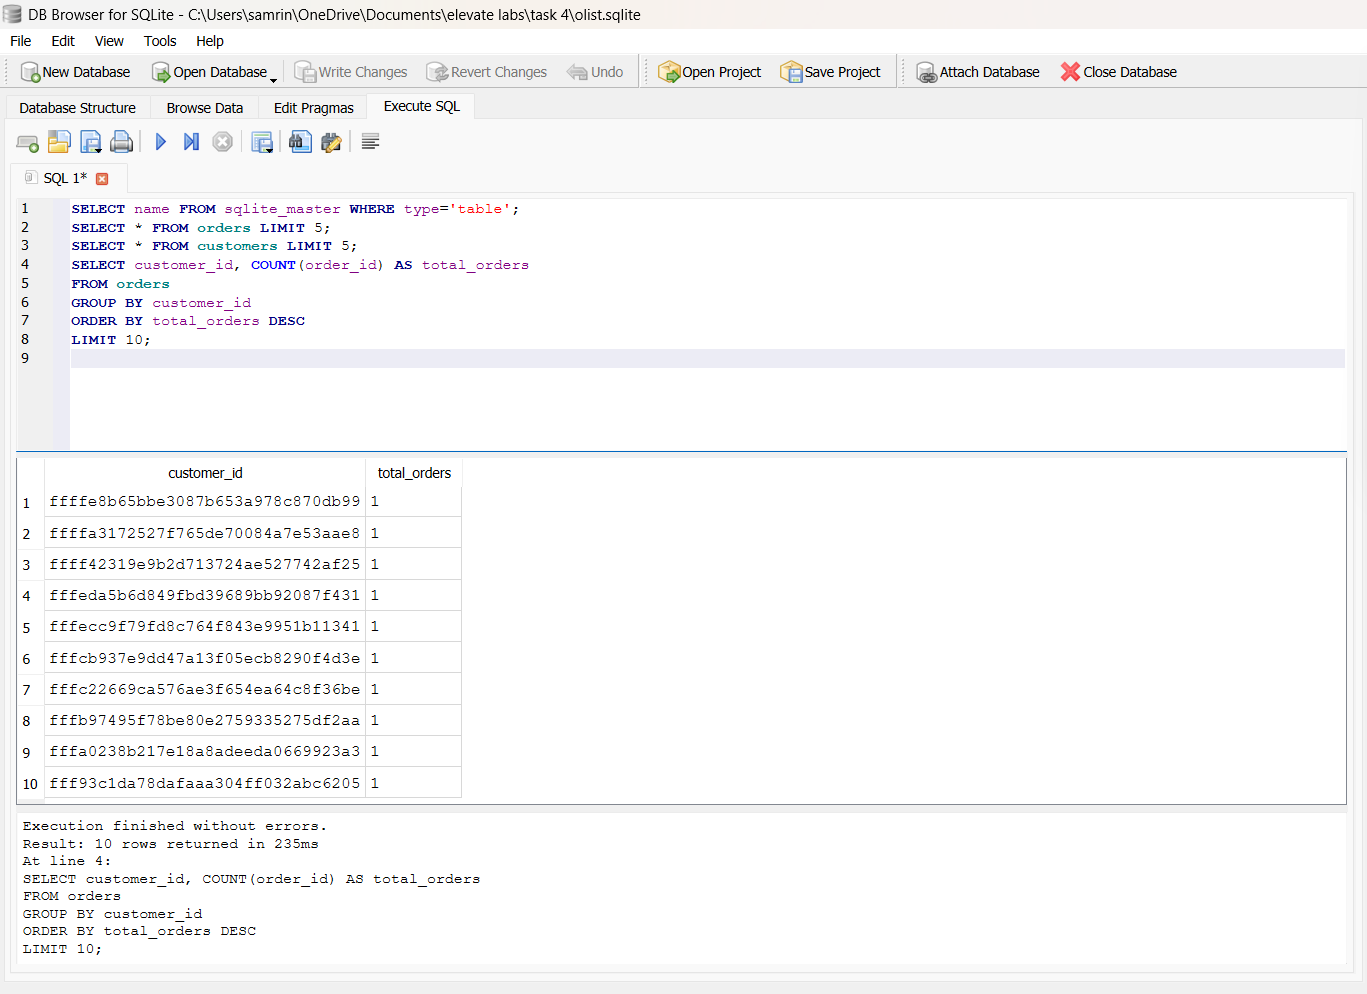 DB Browser for SQLite - C:\Users\samrin\OneDrive\Documents\elevate labs\task 4\olist.sqlite
File Edit View Tools Help
New Database Open Database Write Changes Revert Changes Undo Open Project Save Project Attach Database Close Database
Database Structure Browse Data Edit Pragmas Execute SQL
SQL 1*
1 SELECT name FROM sqlite_master WHERE type='table';
2 SELECT * FROM orders LIMIT 5;
3 SELECT * FROM customers LIMIT 5;
4 SELECT customer_id, COUNT(order_id) AS total_orders
5 FROM orders
6 GROUP BY customer_id
7 ORDER BY total_orders DESC
8 LIMIT 10;
9
customer_id total_orders
1 ffffe8b65bbe3087b653a978c870db99 1
2 ffffa3172527f765de70084a7e53aae8 1
3 ffff42319e9b2d713724ae527742af25 1
4 fffeda5b6d849fbd39689bb92087f431 1
5 fffecc9f79fd8c764f843e9951b11341 1
6 fffcb937e9dd47a13f05ecb8290f4d3e 1
7 fffc22669ca576ae3f654ea64c8f36be 1
8 fffb97495f78be80e2759335275df2aa 1
9 fffa0238b217e18a8adeeda0669923a3 1
10 fff93c1da78dafaaa304ff032abc6205 1
Execution finished without errors.
Result: 10 rows returned in 235ms
At line 4:
SELECT customer_id, COUNT(order_id) AS total_orders
FROM orders
GROUP BY customer_id
ORDER BY total_orders DESC
LIMIT 10;